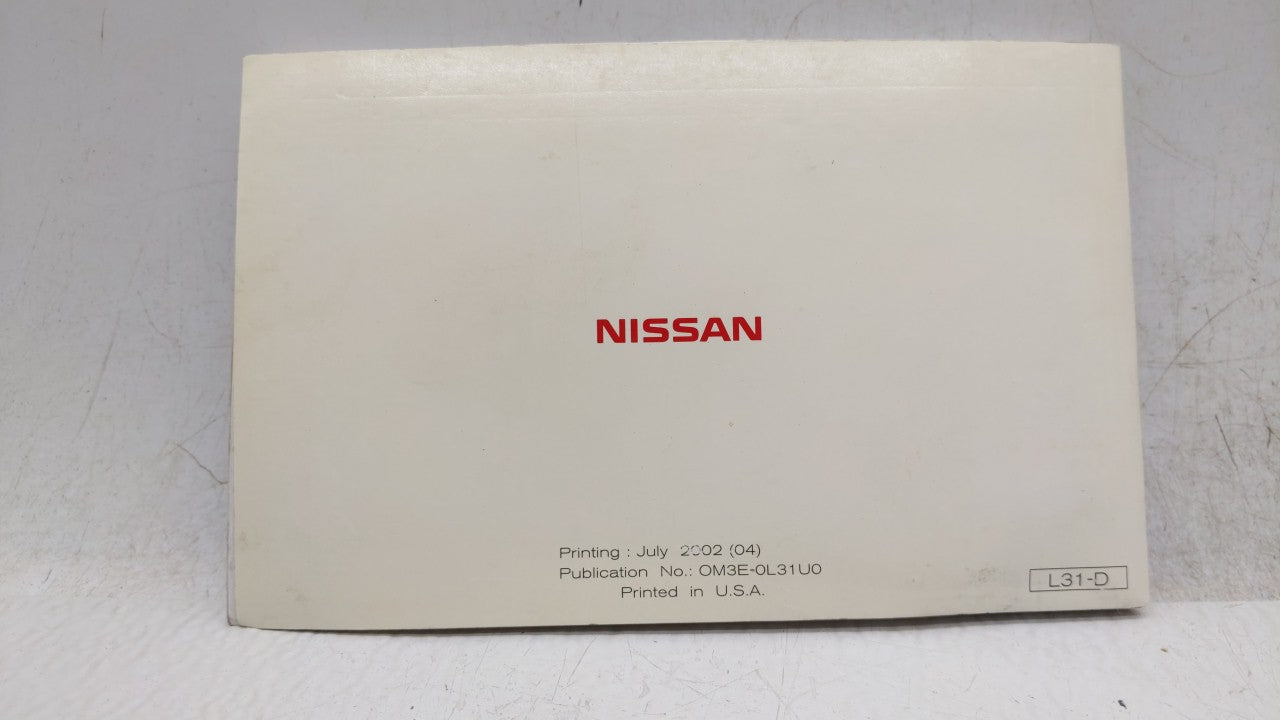 NISSAN
Printing : July 2002 (04)
Publication No.: OM3E-0L31U0
Printed in U.S.A.
L31-D